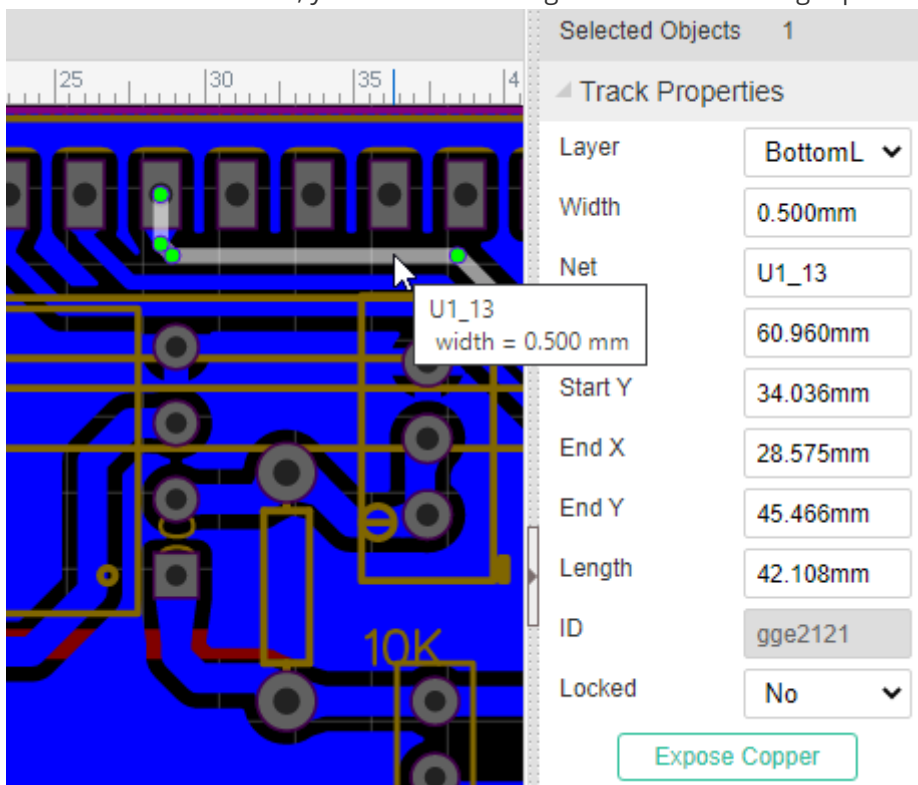 Selected Objects 1
25 30 35 4
Track Properties
Layer BottomL
Width 0.500mm
Net U1_13
U1_13
width = 0.500 mm
60.960mm
Start Y 34.036mm
End X 28.575mm
End Y 45.466mm
Length 42.108mm
ID gge2121
10K
Locked No
Expose Copper